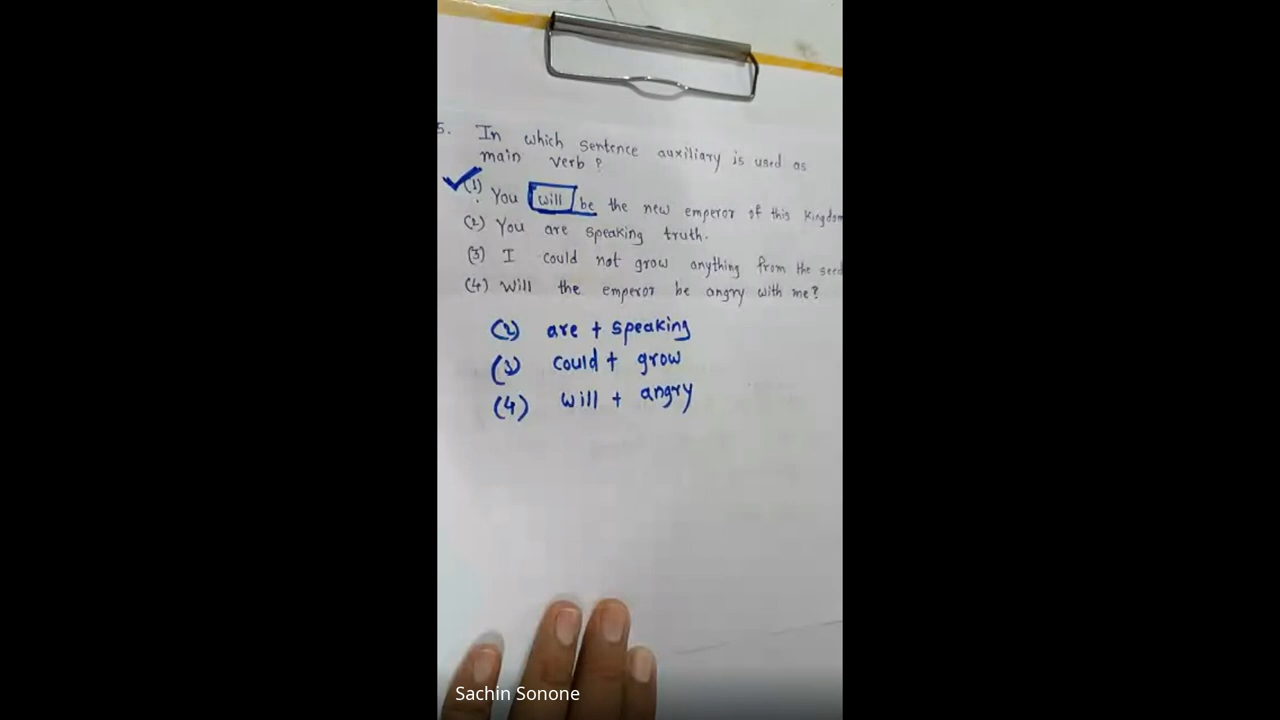 5. In which sentence auxiliary is used as
main verb?
(1) You will be the new emperor of this kingdom
(2) You are speaking truth.
(3) I could not grow anything from the seed
(4) Will the emperor be angry with me?
(2) are + speaking
(3) could + grow
(4) will + angry
Sachin Sonone